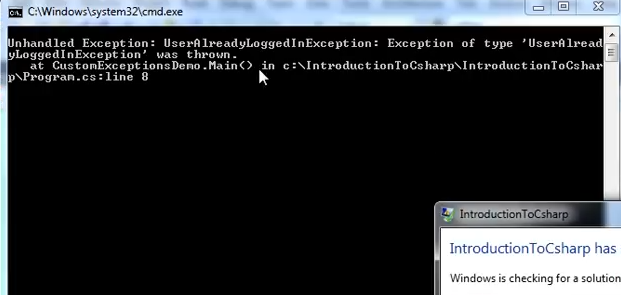 C:\Windows\system32\cmd.exe
Unhandled Exception: UserAlreadyLoggedInException: Exception of type 'UserAlread
yLoggedInException' was thrown.
   at CustomExceptionsDemo.Main() in c:\IntroductionToCsharp\IntroductionToCshar
p\Program.cs:line 8
IntroductionToCsharp
IntroductionToCsharp has
Windows is checking for a solution